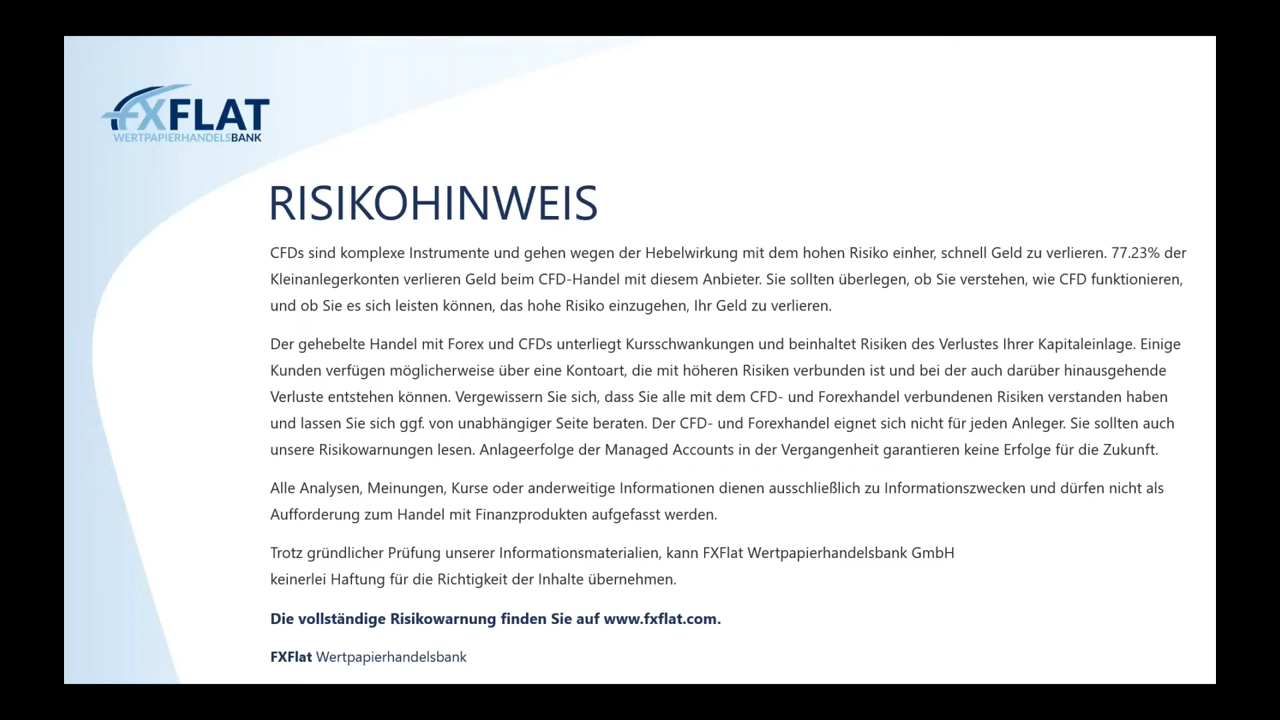 FXFLAT
WERTPAPIERHANDELSBANK
RISIKOHINWEIS
CFDs sind komplexe Instrumente und gehen wegen der Hebelwirkung mit dem hohen Risiko einher, schnell Geld zu verlieren. 77.23% der
Kleinanlegerkonten verlieren Geld beim CFD-Handel mit diesem Anbieter. Sie sollten überlegen, ob Sie verstehen, wie CFD funktionieren,
und ob Sie es sich leisten können, das hohe Risiko einzugehen, Ihr Geld zu verlieren.
Der gehebelte Handel mit Forex und CFDs unterliegt Kursschwankungen und beinhaltet Risiken des Verlustes Ihrer Kapitaleinlage. Einige
Kunden verfügen möglicherweise über eine Kontoart, die mit höheren Risiken verbunden ist und bei der auch darüber hinausgehende
Verluste entstehen können. Vergewissern Sie sich, dass Sie alle mit dem CFD- und Forexhandel verbundenen Risiken verstanden haben
und lassen Sie sich ggf. von unabhängiger Seite beraten. Der CFD- und Forexhandel eignet sich nicht für jeden Anleger. Sie sollten auch
unsere Risikowarnungen lesen. Anlageerfolge der Managed Accounts in der Vergangenheit garantieren keine Erfolge für die Zukunft.
Alle Analysen, Meinungen, Kurse oder anderweitige Informationen dienen ausschließlich zu Informationszwecken und dürfen nicht als
Aufforderung zum Handel mit Finanzprodukten aufgefasst werden.
Trotz gründlicher Prüfung unserer Informationsmaterialien, kann FXFlat Wertpapierhandelsbank GmbH
keinerlei Haftung für die Richtigkeit der Inhalte übernehmen.
Die vollständige Risikowarnung finden Sie auf www.fxflat.com.
FXFlat Wertpapierhandelsbank